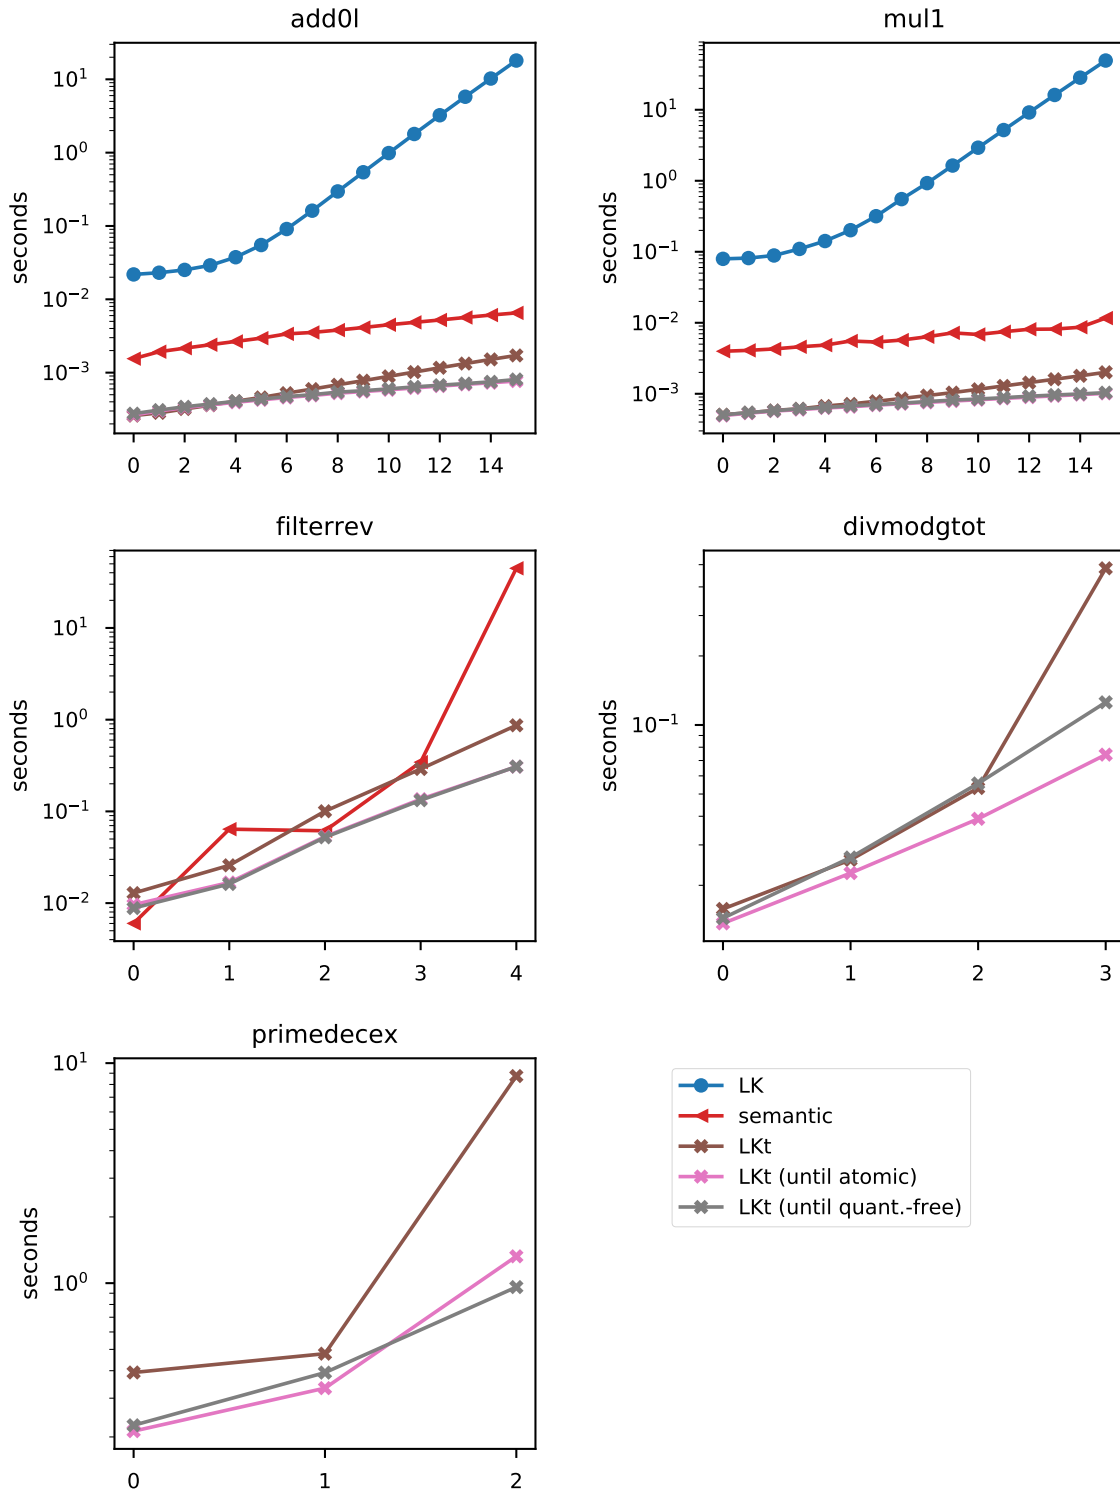 add0l
seconds
10^1
10^0
10^-1
10^-2
10^-3
0 2 4 6 8 10 12 14
mul1
seconds
10^1
10^0
10^-1
10^-2
10^-3
0 2 4 6 8 10 12 14
filterrev
seconds
10^1
10^0
10^-1
10^-2
0 1 2 3 4
divmodgtot
seconds
10^-1
0 1 2 3
primedecex
seconds
10^1
10^0
0 1 2
LK
semantic
LKt
LKt (until atomic)
LKt (until quant.-free)